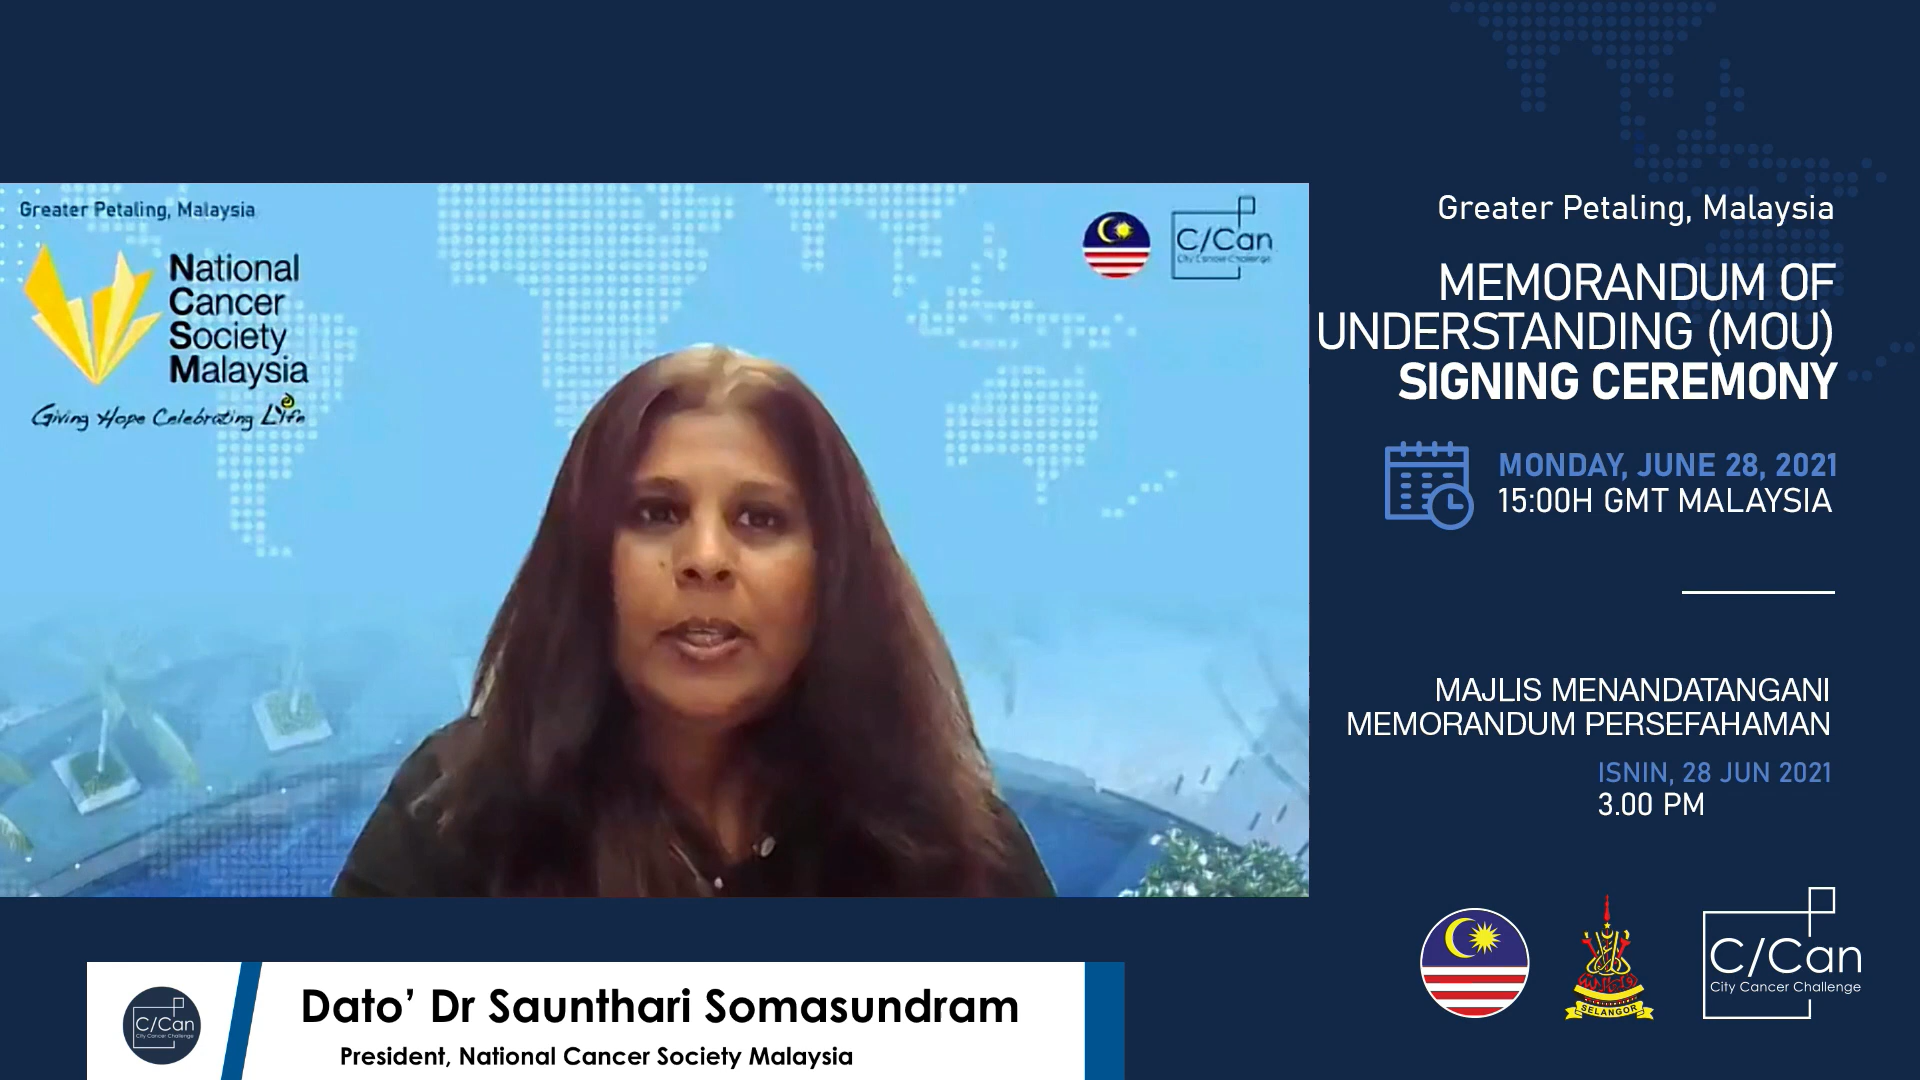 Greater Petaling, Malaysia
National
Cancer
Society
Malaysia
Giving Hope Celebrating Life
C/Can
City Cancer Challenge
Greater Petaling, Malaysia
MEMORANDUM OF
UNDERSTANDING (MOU)
SIGNING CEREMONY
MONDAY, JUNE 28, 2021
15:00H GMT MALAYSIA
MAJLIS MENANDATANGANI
MEMORANDUM PERSEFAHAMAN
ISNIN, 28 JUN 2021
3.00 PM
SELANGOR
C/Can
City Cancer Challenge
C/Can
City Cancer Challenge
Dato’ Dr Saunthari Somasundram
President, National Cancer Society Malaysia